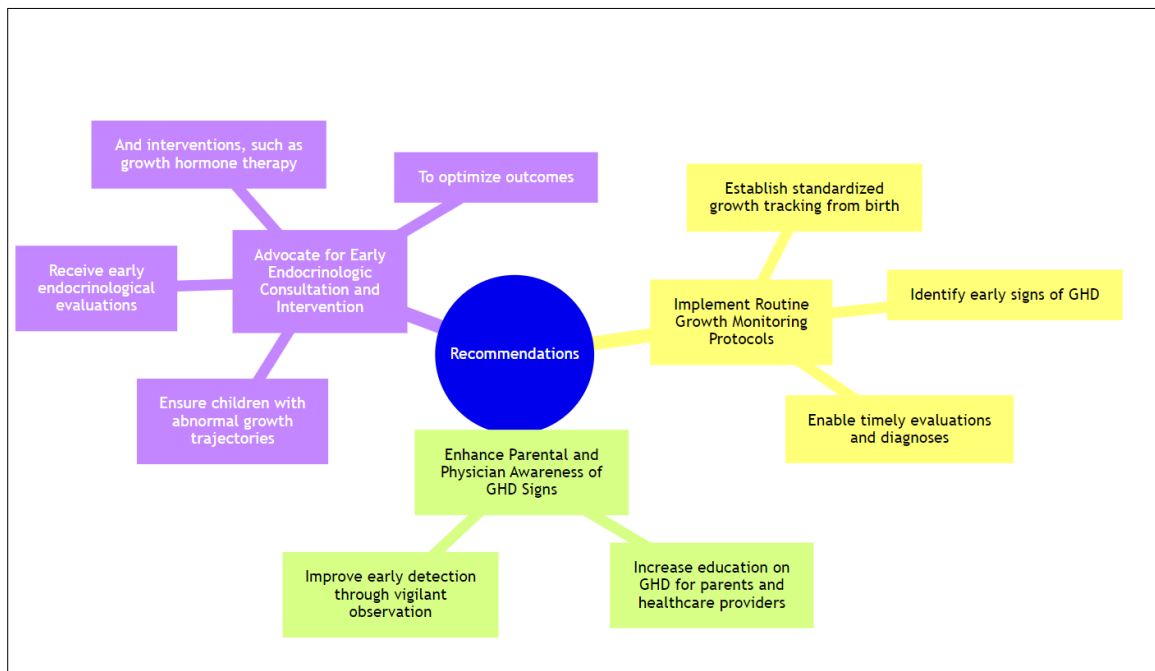 Recommendations
Implement Routine
Growth Monitoring
Protocols
Establish standardized
growth tracking from birth
Identify early signs of GHD
Enable timely evaluations
and diagnoses
Enhance Parental and
Physician Awareness of
GHD Signs
Increase education on
GHD for parents and
healthcare providers
Improve early detection
through vigilant
observation
Advocate for Early
Endocrinologic
Consultation and
Intervention
Ensure children with
abnormal growth
trajectories
Receive early
endocrinological
evaluations
And interventions, such as
growth hormone therapy
To optimize outcomes